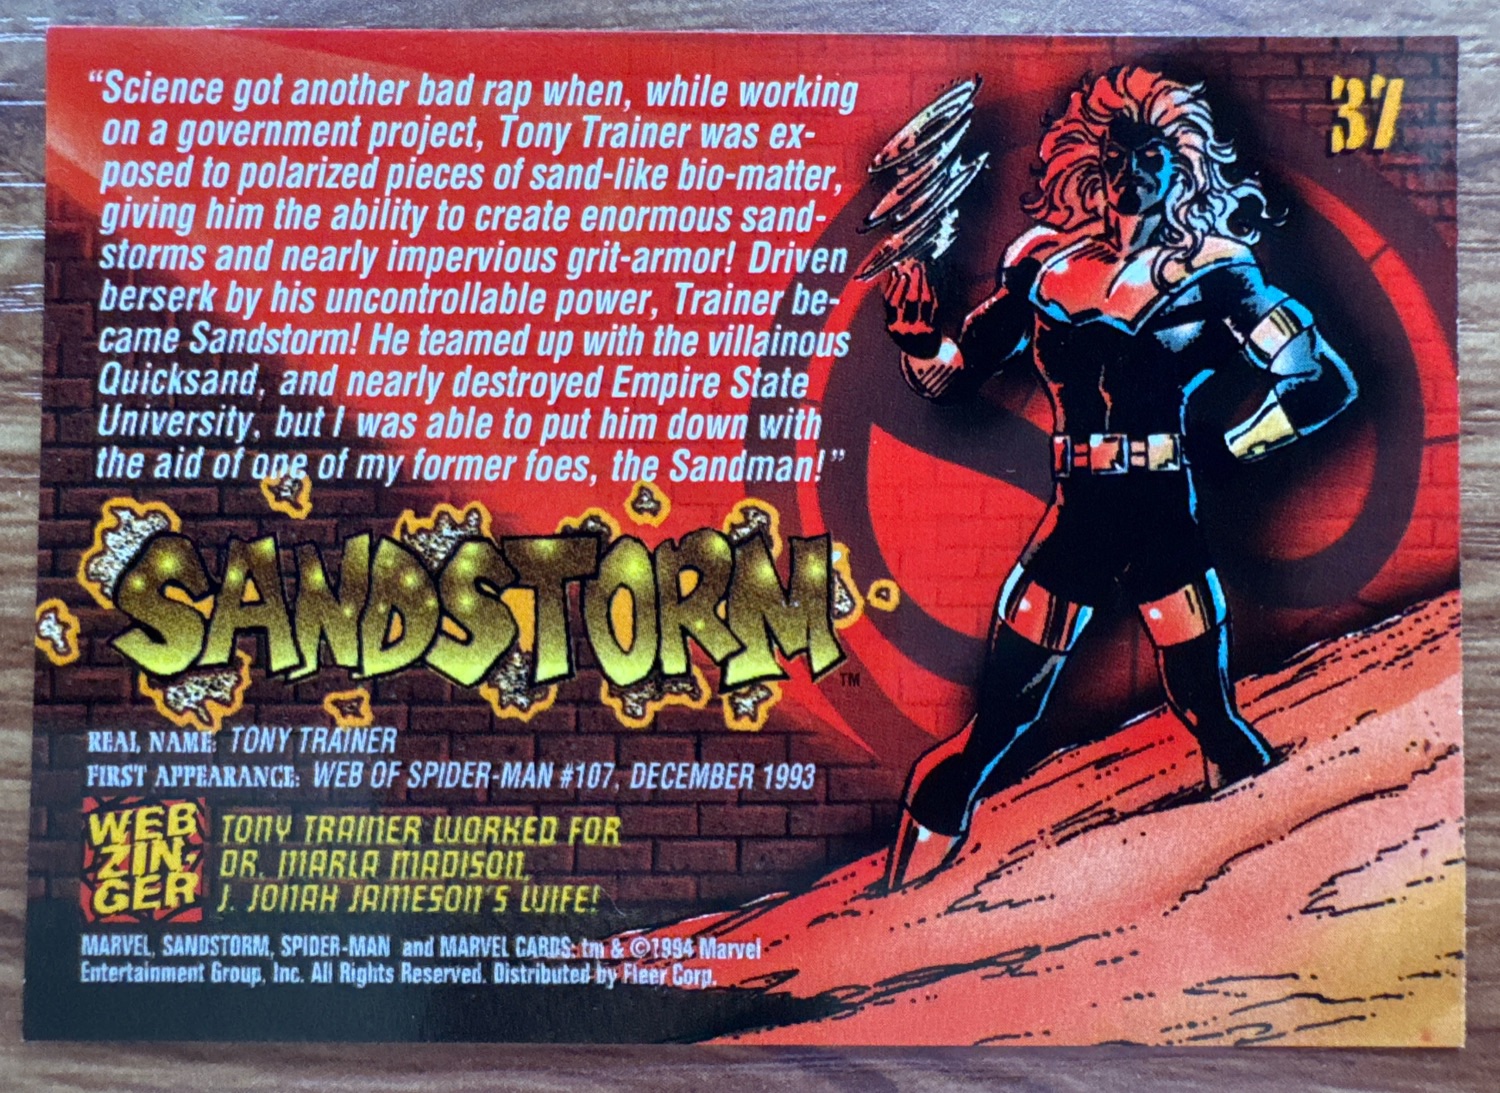 37
“Science got another bad rap when, while working
on a government project, Tony Trainer was ex-
posed to polarized pieces of sand-like bio-matter,
giving him the ability to create enormous sand-
storms and nearly impervious grit-armor! Driven
berserk by his uncontrollable power, Trainer be-
came Sandstorm! He teamed up with the villainous
Quicksand, and nearly destroyed Empire State
University, but I was able to put him down with
the aid of one of my former foes, the Sandman!”
SANDSTORM™
REAL NAME: TONY TRAINER
FIRST APPEARANCE: WEB OF SPIDER-MAN #107, DECEMBER 1993
WEB
ZIN-
GER
TONY TRAINER WORKED FOR
DR. MARLA MADISON,
J. JONAH JAMESON'S WIFE!
MARVEL, SANDSTORM, SPIDER-MAN and MARVEL CARDS: tm & ©1994 Marvel
Entertainment Group, Inc. All Rights Reserved. Distributed by Fleer Corp.